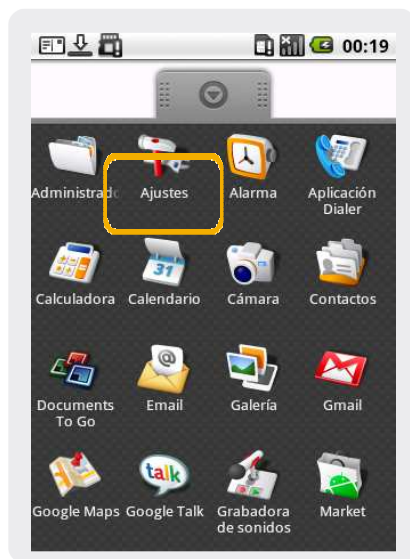 00:19
Administrado
Ajustes
Alarma
Aplicación
Dialer
Calculadora
31
Calendario
Cámara
Contactos
Documents
To Go
@
Email
Galería
Gmail
Google Maps
talk
Google Talk
Grabadora
de sonidos
Market